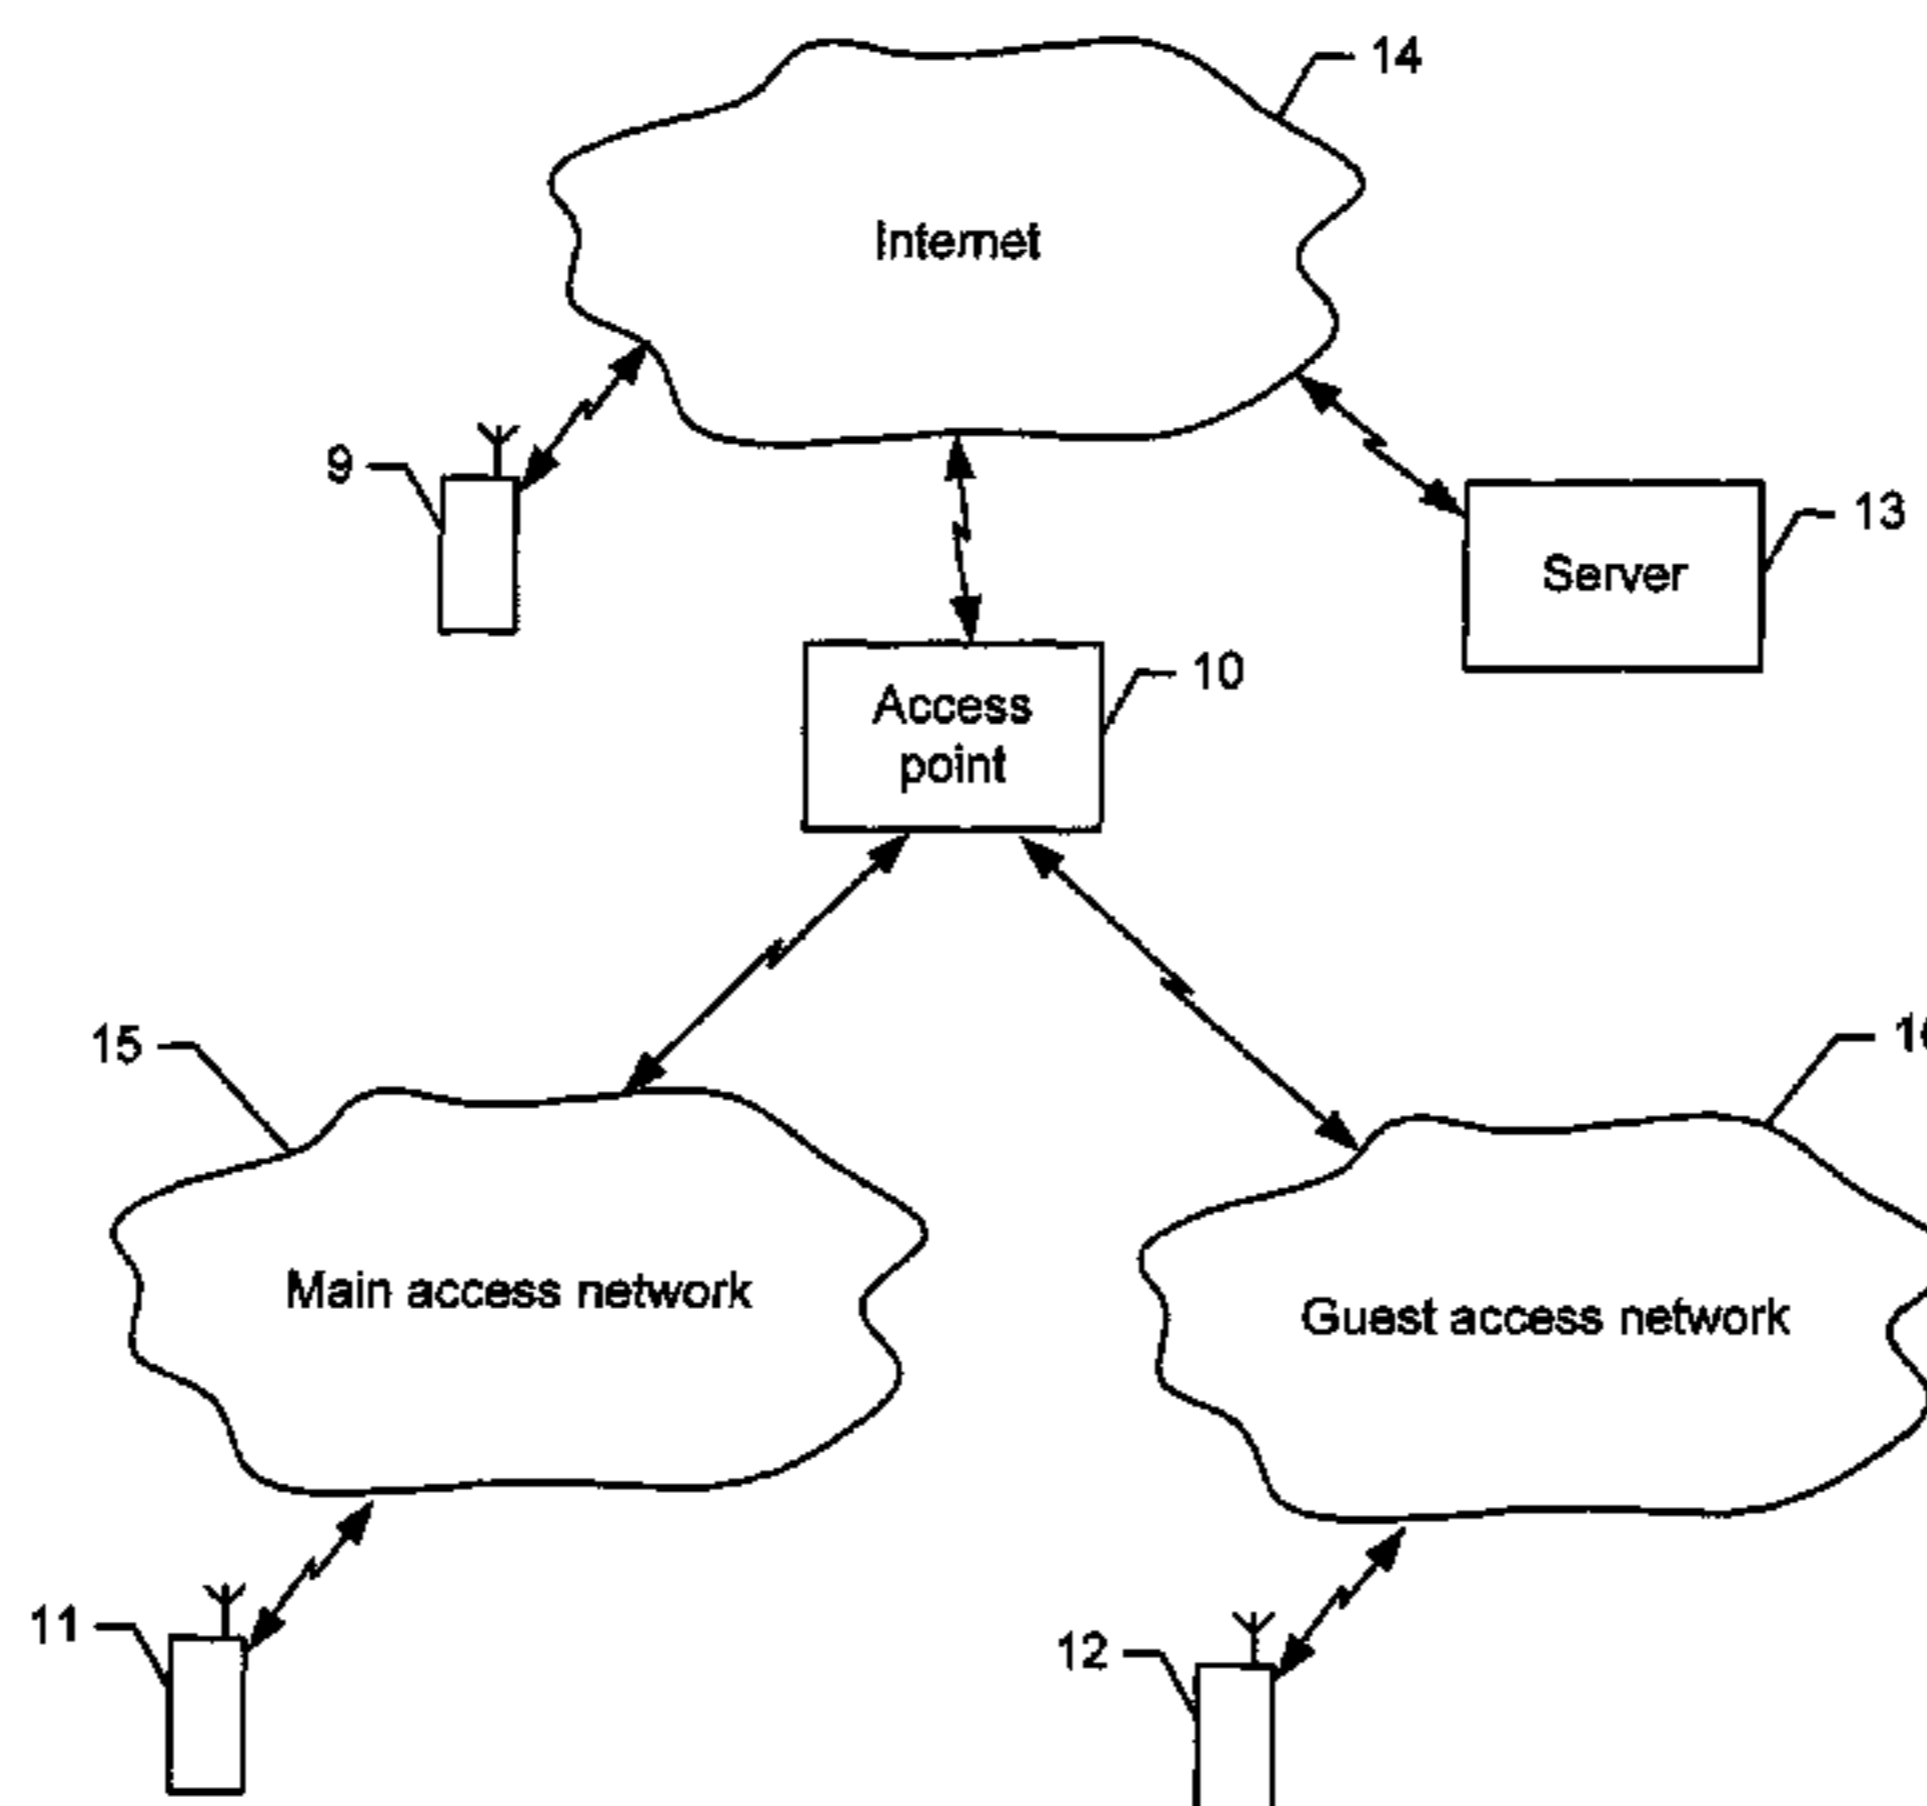 14
Internet
9
13
Server
10
Access
point
15
Main access network
Guest access network
11
12